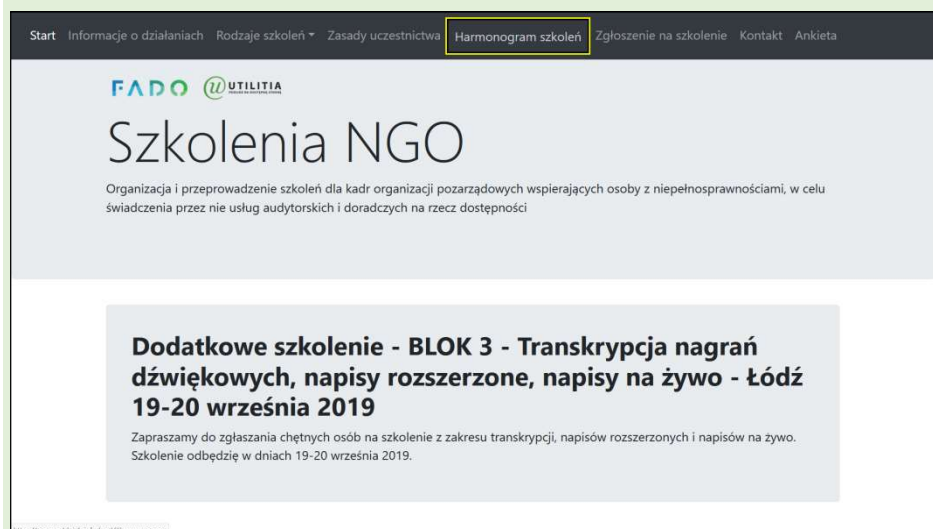 Start Informacje o działaniach Rodzaje szkoleń Zasady uczestnictwa Harmonogram szkoleń Zgłoszenie na szkolenie Kontakt Ankieta
FADO UTILITIA
Szkolenia NGO
Organizacja i przeprowadzenie szkoleń dla kadr organizacji pozarządowych wspierających osoby z niepełnosprawnościami, w celu
świadczenia przez nie usług audytorskich i doradczych na rzecz dostępności
Dodatkowe szkolenie - BLOK 3 - Transkrypcja nagrań
dźwiękowych, napisy rozszerzone, napisy na żywo - Łódź
19-20 września 2019
Zapraszamy do zgłaszania chętnych osób na szkolenie z zakresu transkrypcji, napisów rozszerzonych i napisów na żywo.
Szkolenie odbędzię w dniach 19-20 września 2019.